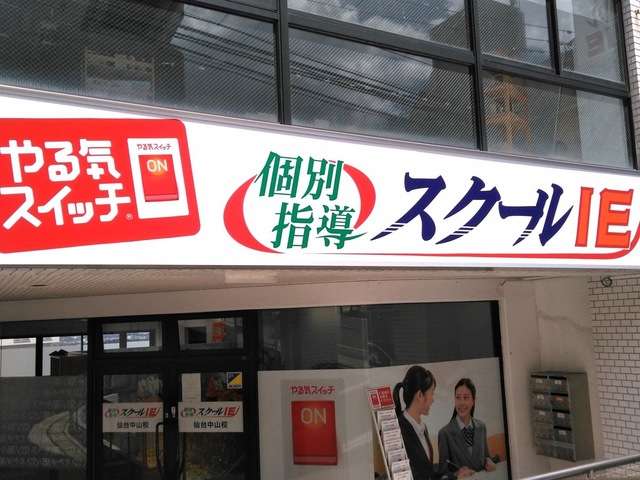 やる気
スイッチ®
やる気スイッチ
ON
個別
指導
スクールIE
スクールIE
仙台中山校
スクールIE
仙台中山校
やる気スイッチ
ON